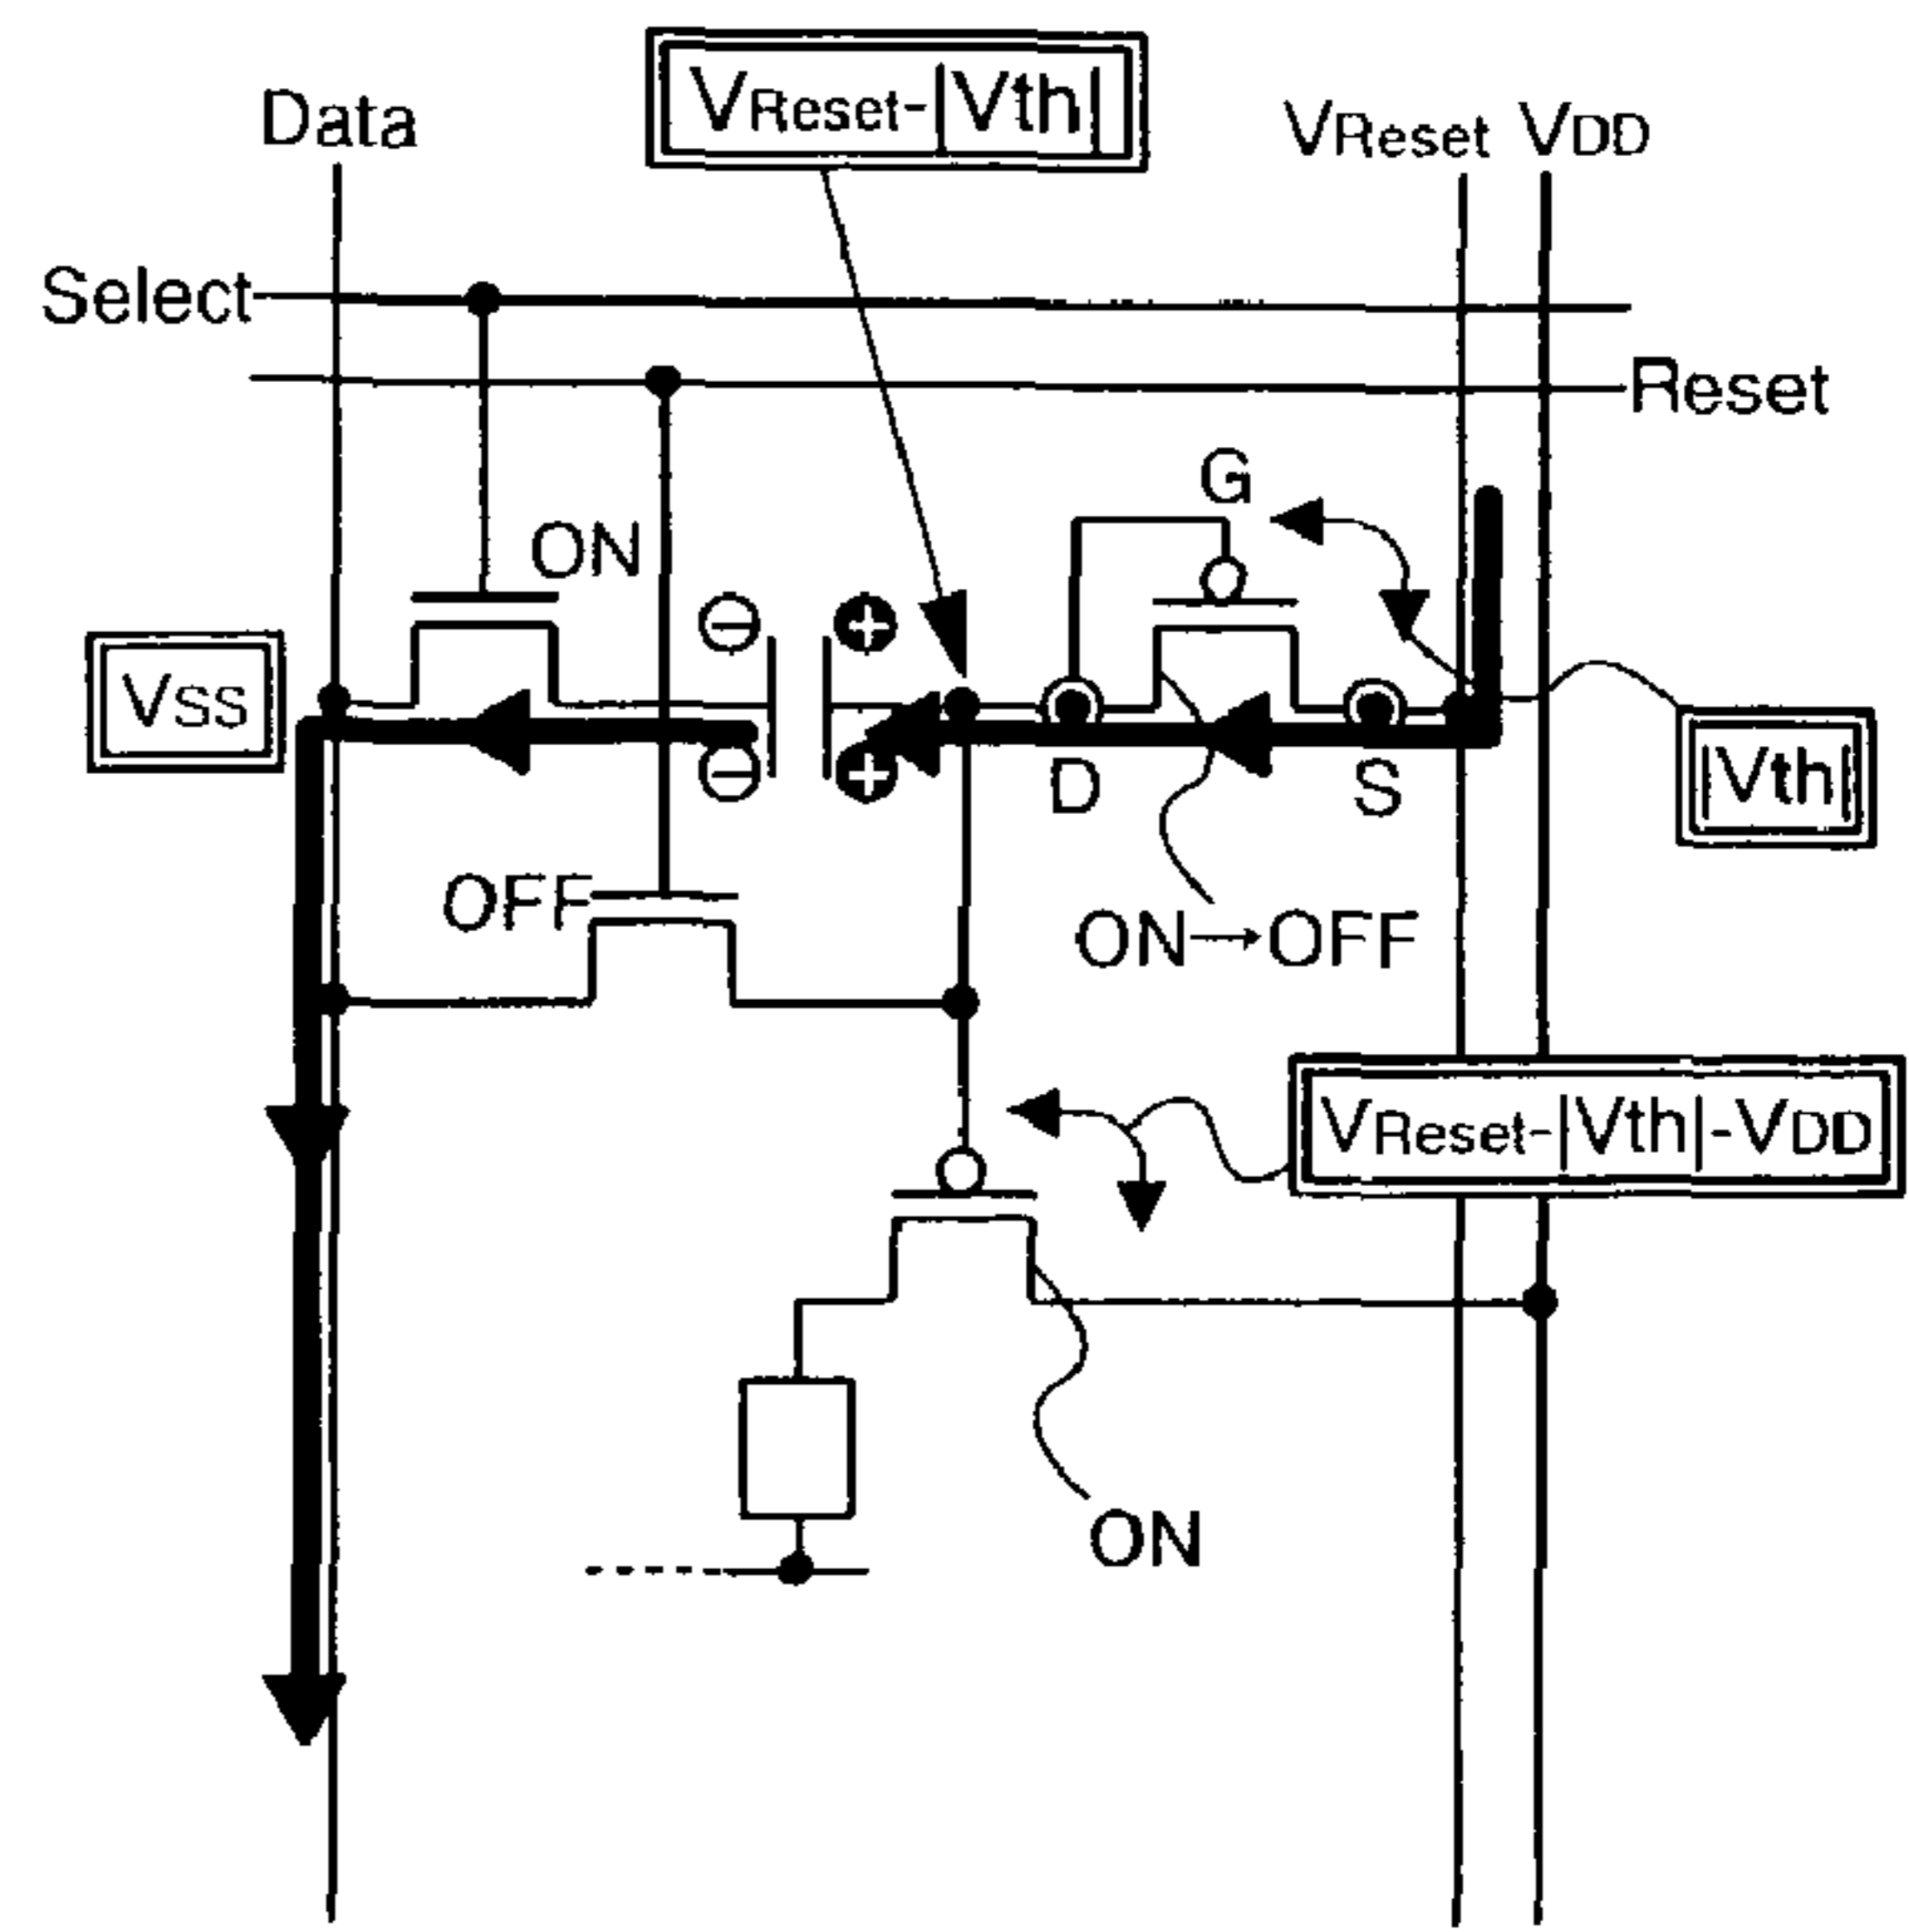 VReset-|Vth|
Data
VReset VDD
Select
Reset
G
ON
⊖ ⊕
VSS
⊖ ⊕
D
S
|Vth|
OFF
ON→OFF
VReset-|Vth|-VDD
ON